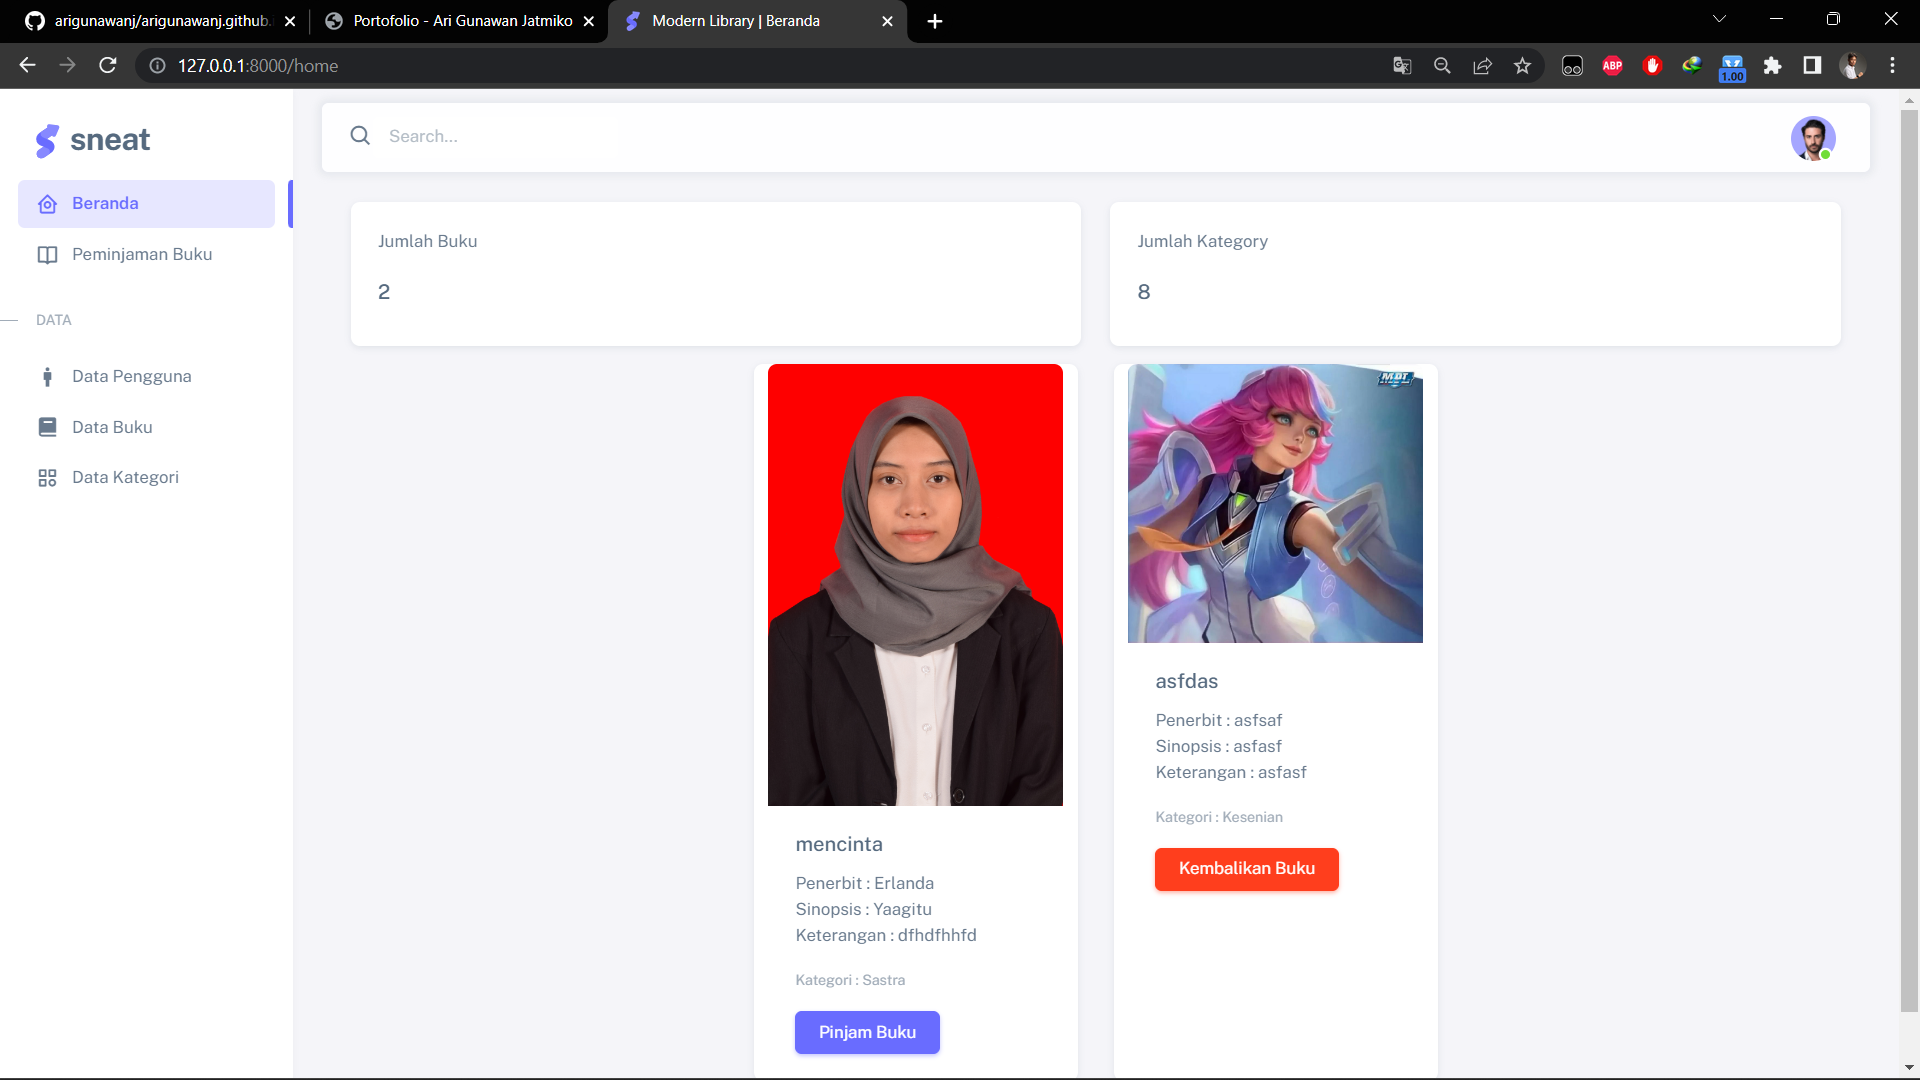 arigunawanj/arigunawanj.github.
Portofolio - Ari Gunawan Jatmiko
Modern Library | Beranda
127.0.0.1:8000/home
ABP
1.00
sneat
Search...
Beranda
Peminjaman Buku
DATA
Data Pengguna
Data Buku
Data Kategori
Jumlah Buku
2
Jumlah Kategory
8
mencinta
Penerbit : Erlanda
Sinopsis : Yaagitu
Keterangan : dfhdfhhfd
Kategori : Sastra
Pinjam Buku
asfdas
Penerbit : asfsaf
Sinopsis : asfasf
Keterangan : asfasf
Kategori : Kesenian
Kembalikan Buku